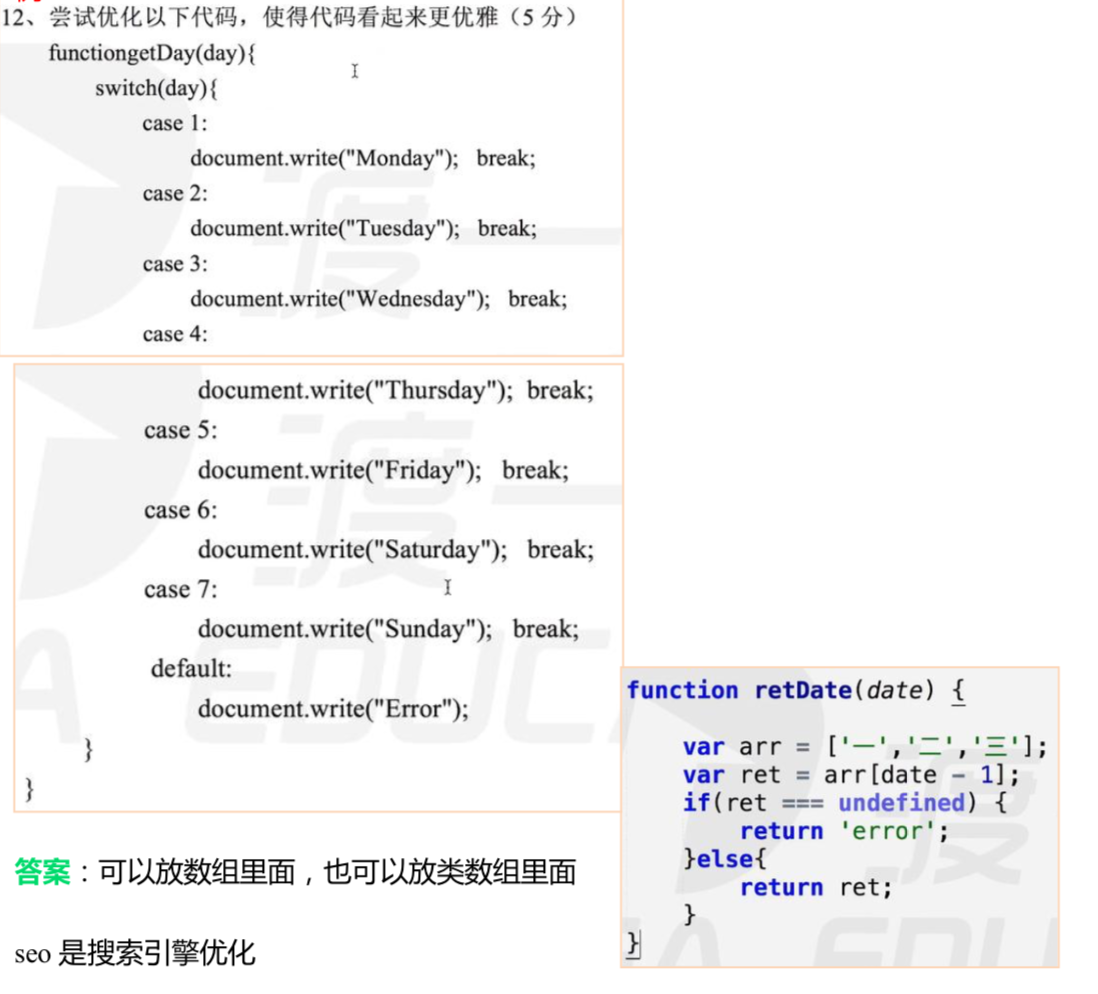 12、尝试优化以下代码，使得代码看起来更优雅（5 分）
functiongetDay(day){
switch(day){
case 1:
document.write("Monday"); break;
case 2:
document.write("Tuesday"); break;
case 3:
document.write("Wednesday"); break;
case 4:
document.write("Thursday"); break;
case 5:
document.write("Friday"); break;
case 6:
document.write("Saturday"); break;
case 7:
document.write("Sunday"); break;
default:
document.write("Error");
}
}
function retDate(date) {
var arr = ['一','二','三'];
var ret = arr[date - 1];
if(ret === undefined) {
return 'error';
}else{
return ret;
}
}
答案：可以放数组里面，也可以放类数组里面
seo 是搜索引擎优化